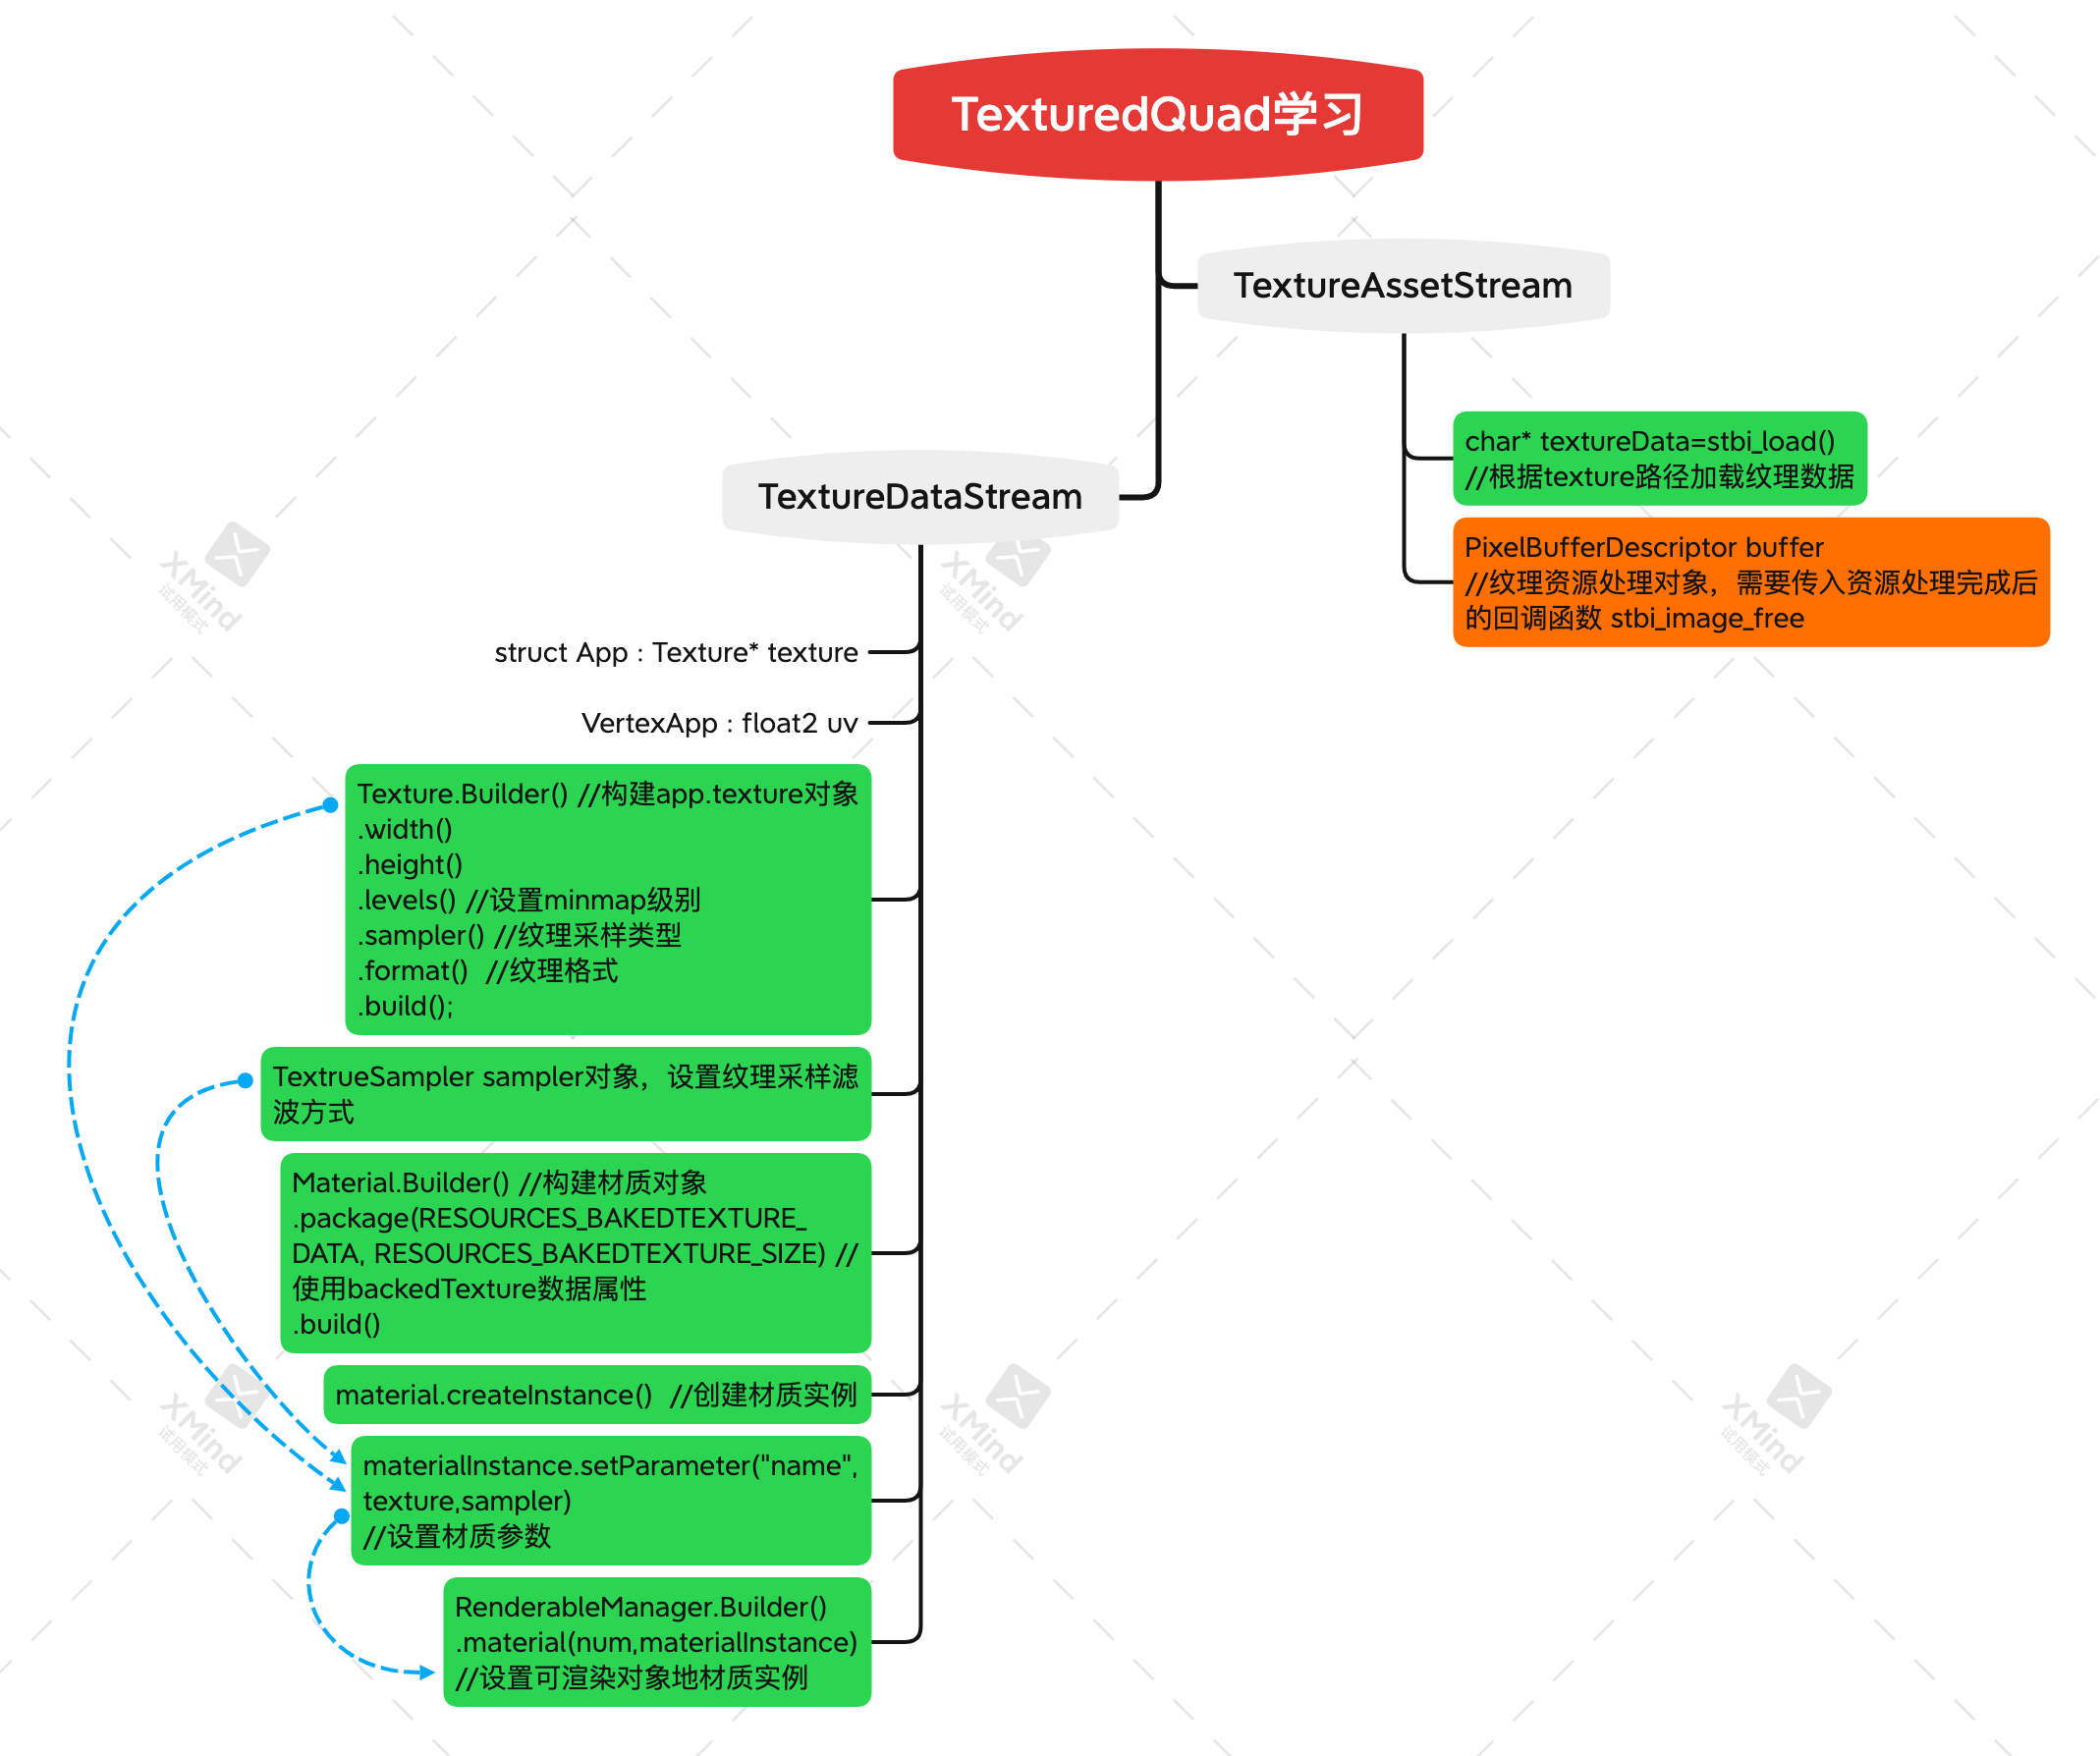 TexturedQuad学习
TextureAssetStream
char* textureData=stbi_load()
//根据texture路径加载纹理数据
PixelBufferDescriptor buffer
//纹理资源处理对象，需要传入资源处理完成后
的回调函数 stbi_image_free
TextureDataStream
struct App : Texture* texture
VertexApp : float2 uv
Texture.Builder() //构建app.texture对象
.width()
.height()
.levels() //设置minmap级别
.sampler() //纹理采样类型
.format()  //纹理格式
.build();
TextrueSampler sampler对象，设置纹理采样滤
波方式
Material.Builder() //构建材质对象
.package(RESOURCES_BAKEDTEXTURE_
DATA, RESOURCES_BAKEDTEXTURE_SIZE) //
使用backedTexture数据属性
.build()
material.createInstance()  //创建材质实例
materialInstance.setParameter("name",
texture,sampler)
//设置材质参数
RenderableManager.Builder()
.material(num,materialInstance)
//设置可渲染对象地材质实例
XMind
试用模式
XMind
试用模式
XMind
试用模式
XMind
试用模式
XMind
试用模式